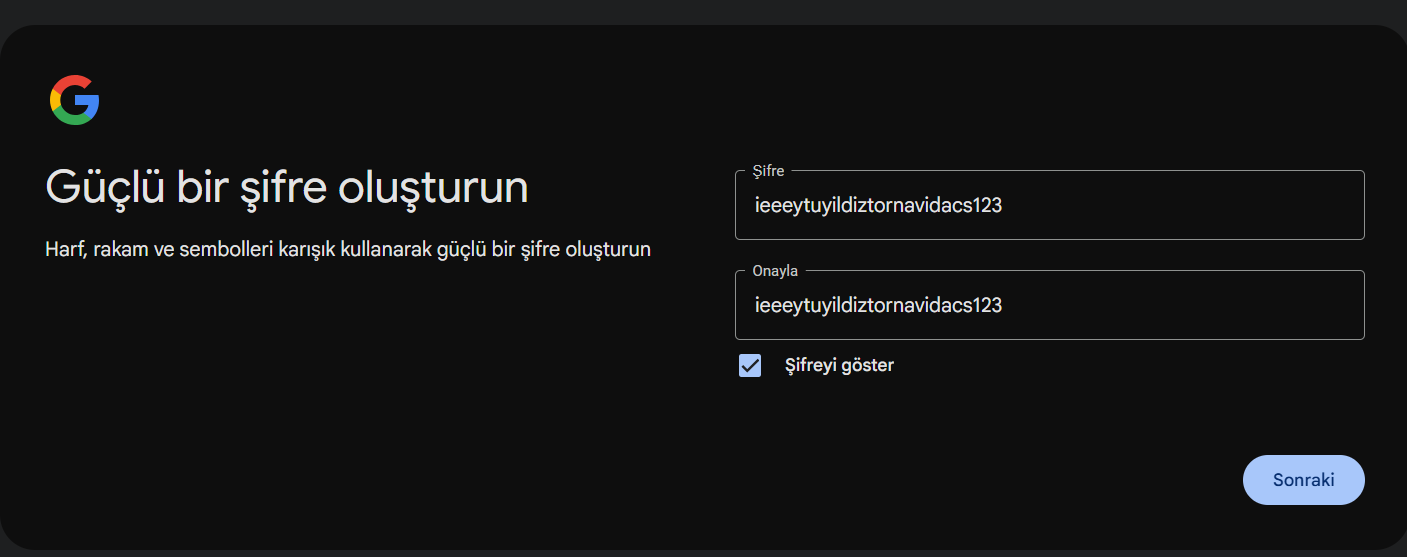 Güçlü bir şifre oluşturun
Harf, rakam ve sembolleri karışık kullanarak güçlü bir şifre oluşturun
Şifre
ieeeytuyildiztornavidacs123
Onayla
ieeeytuyildiztornavidacs123
Şifreyi göster
Sonraki